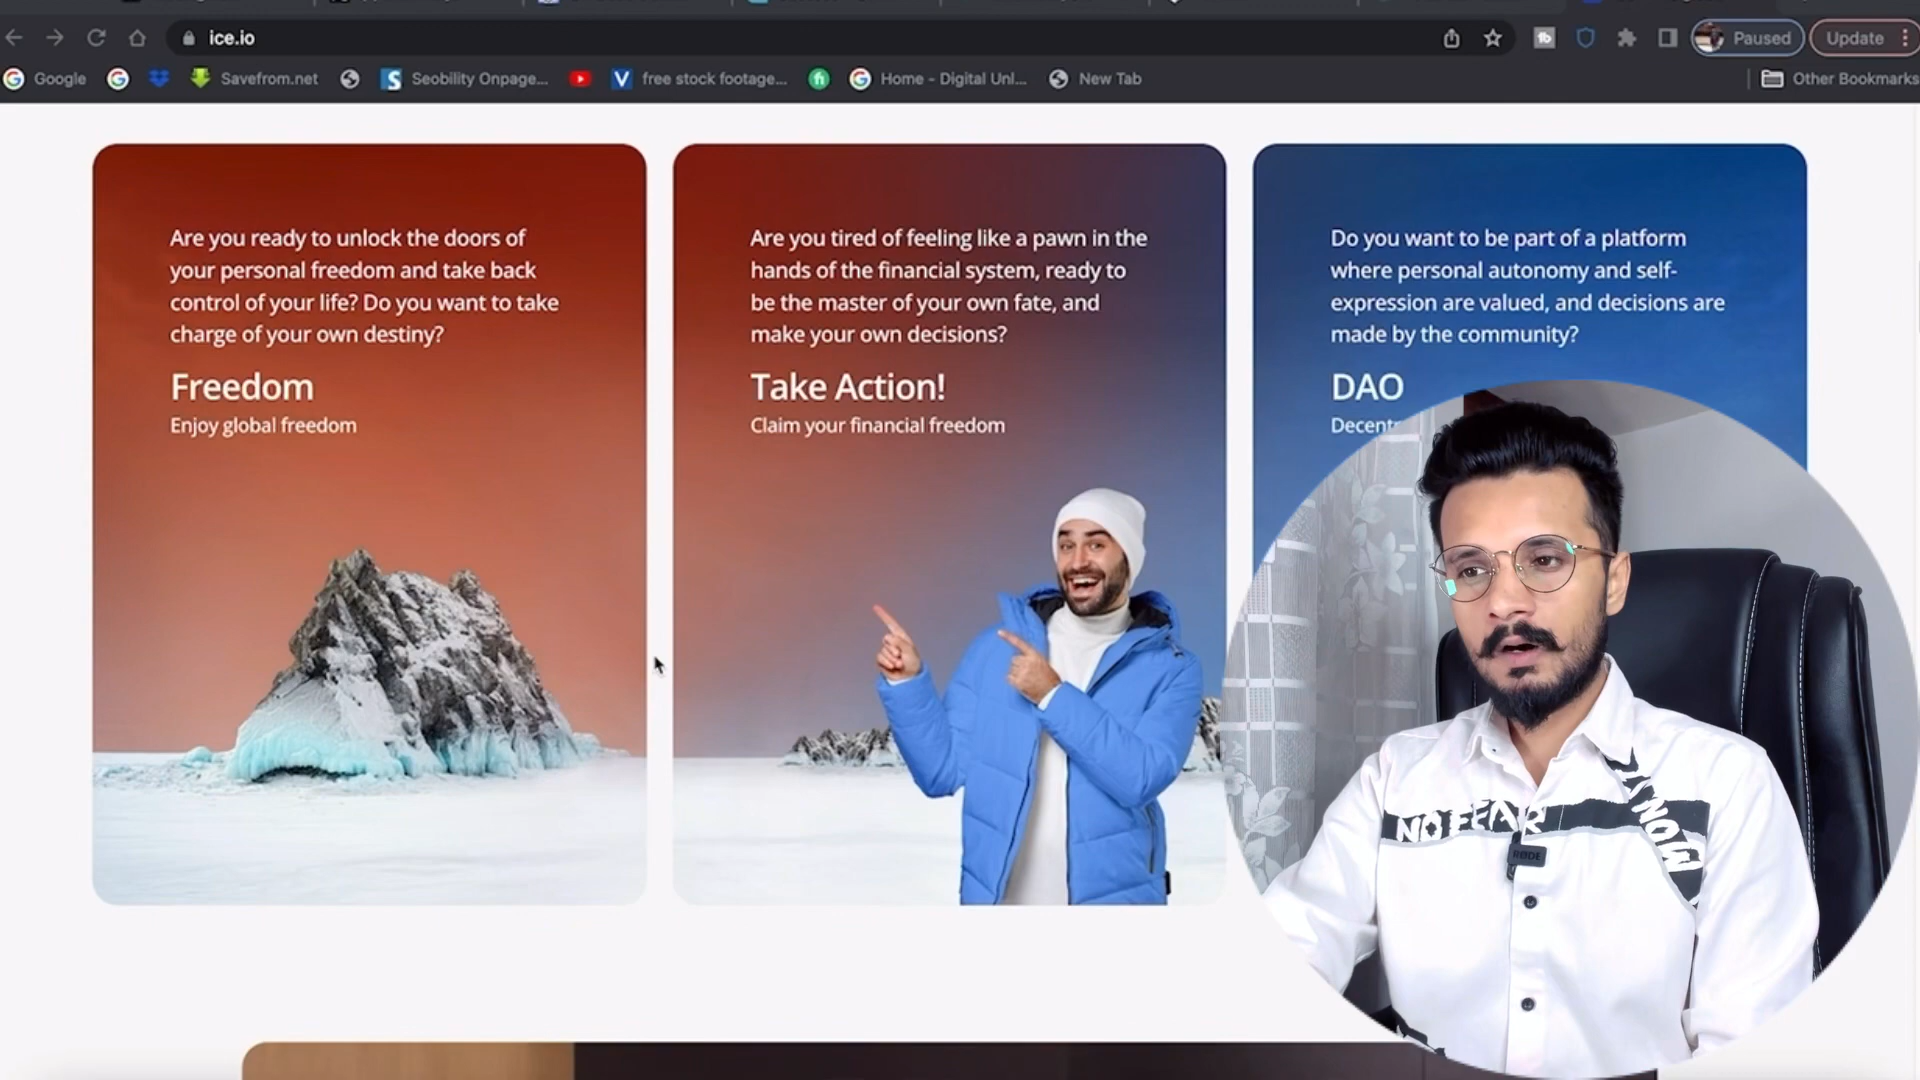 ice.io
Paused
Update
Google
Savefrom.net
Seobility Onpage...
free stock footage...
Home - Digital Unl...
New Tab
Other Bookmarks
Are you ready to unlock the doors of
your personal freedom and take back
control of your life? Do you want to take
charge of your own destiny?
Freedom
Enjoy global freedom
Are you tired of feeling like a pawn in the
hands of the financial system, ready to
be the master of your own fate, and
make your own decisions?
Take Action!
Claim your financial freedom
Do you want to be part of a platform
where personal autonomy and self-
expression are valued, and decisions are
made by the community?
DAO
NO FEAR
RØDE